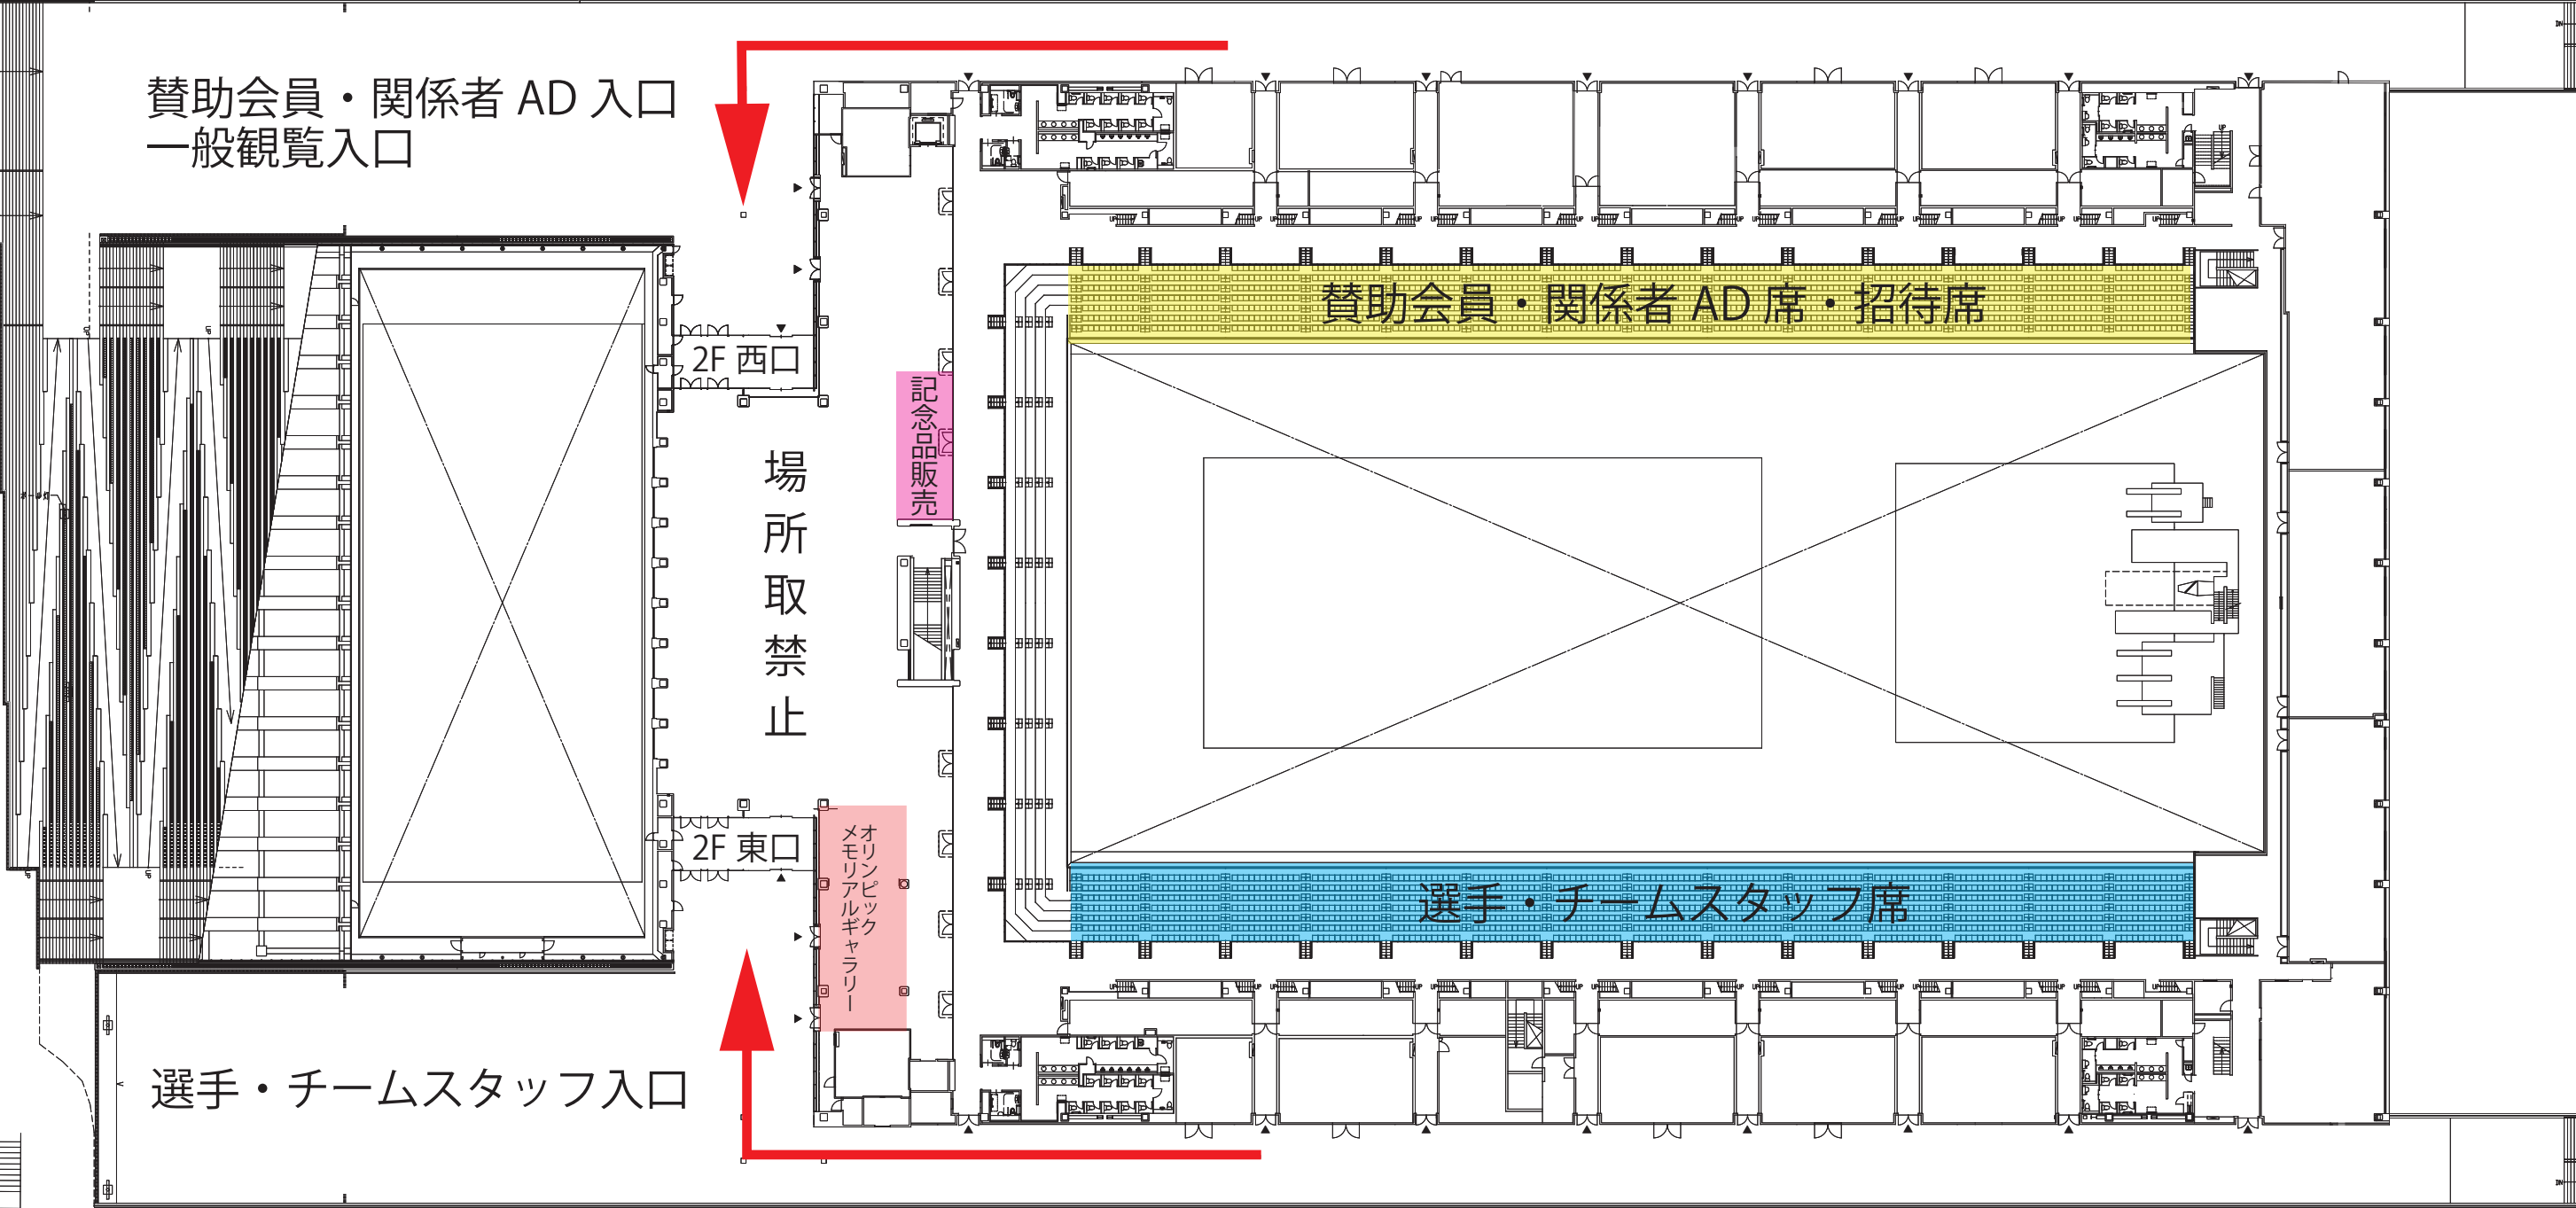 賛助会員・関係者 AD 入口
一般観覧入口
賛助会員・関係者 AD 席・招待席
2F 西口
記念品販売
場所取禁止
2F 東口
オリンピック
メモリアルギャラリー
選手・チームスタッフ席
選手・チームスタッフ入口